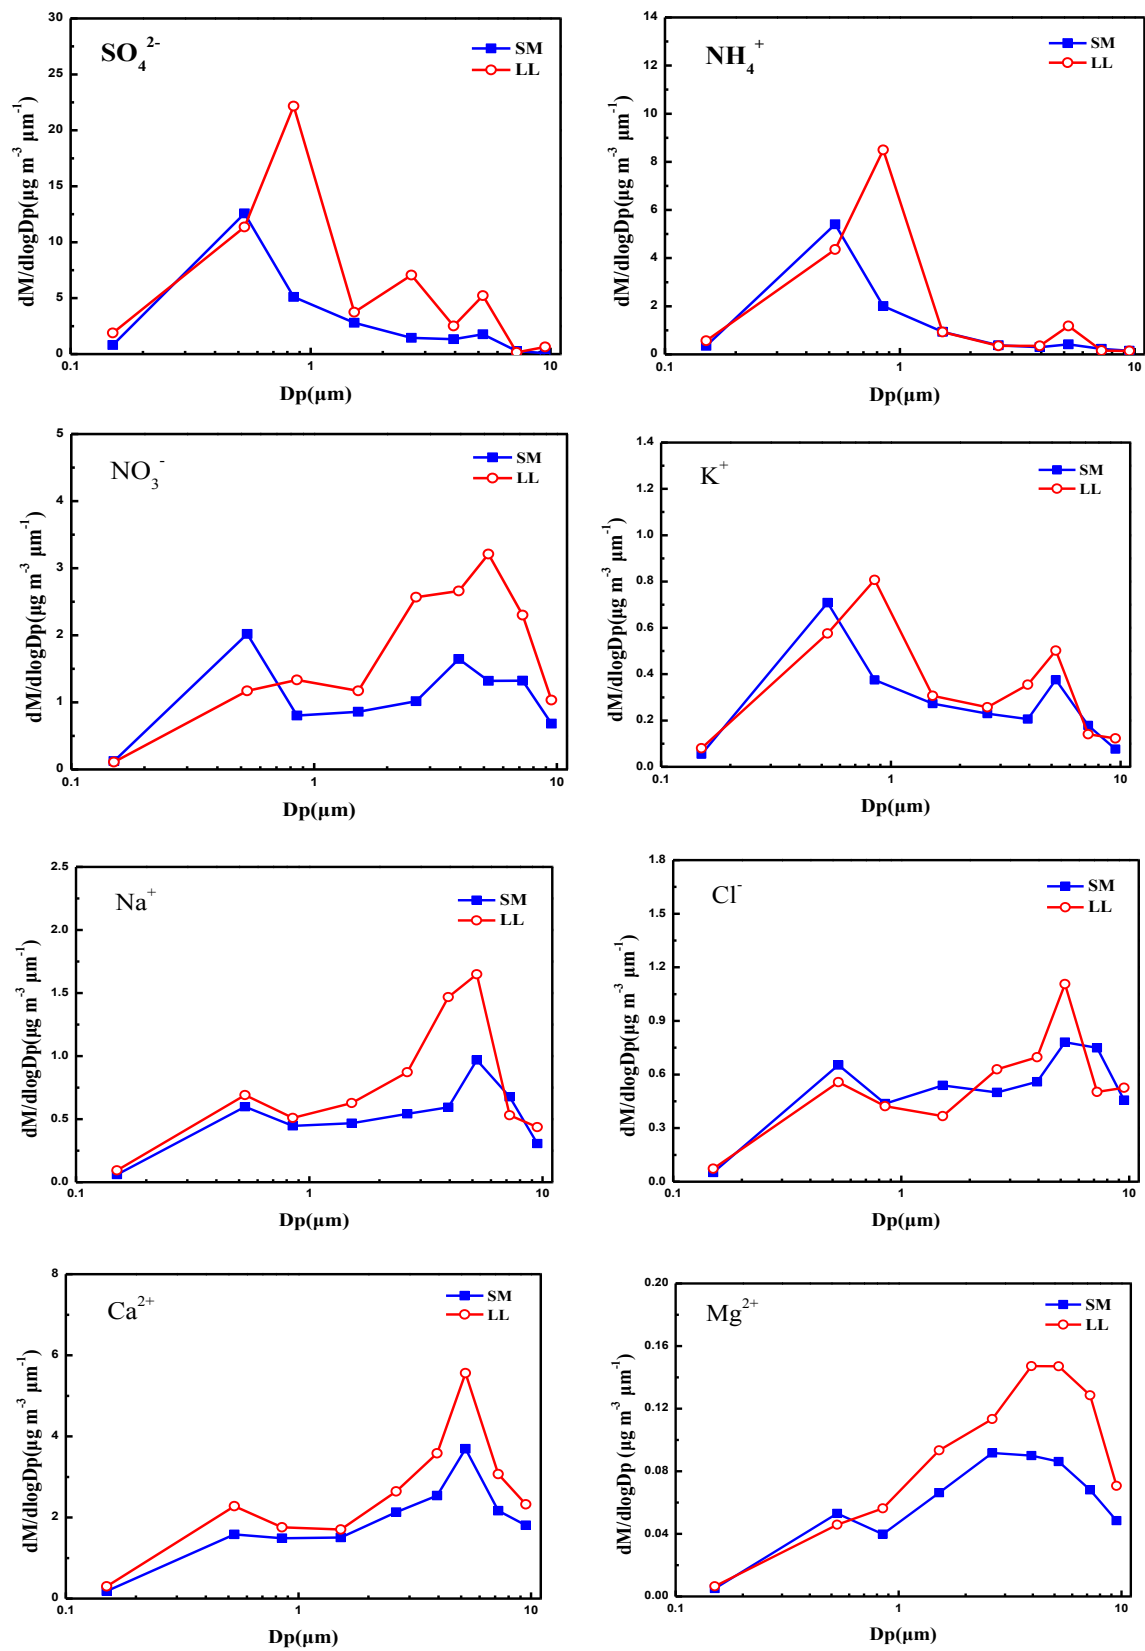 SO₄²⁻
SM
LL
30
25
20
15
10
5
0
0.1
1
10
dM/dlogDp(μg m⁻³ μm⁻¹)
Dp(μm)
NH₄⁺
SM
LL
14
12
10
8
6
4
2
0
0.1
1
10
dM/dlogDp(μg m⁻³ μm⁻¹)
Dp(μm)
NO₃⁻
SM
LL
5
4
3
2
1
0
0.1
1
10
dM/dlogDp(μg m⁻³ μm⁻¹)
Dp(μm)
K⁺
SM
LL
1.4
1.2
1.0
0.8
0.6
0.4
0.2
0.0
0.1
1
10
dM/dlogDp(μg m⁻³ μm⁻¹)
Dp(μm)
Na⁺
SM
LL
2.5
2.0
1.5
1.0
0.5
0.0
0.1
1
10
dM/dlogDp(μg m⁻³ μm⁻¹)
Dp(μm)
Cl⁻
SM
LL
1.8
1.5
1.2
0.9
0.6
0.3
0.0
0.1
1
10
dM/dlogDp(μg m⁻³ μm⁻¹)
Dp(μm)
Ca²⁺
SM
LL
8
6
4
2
0
0.1
1
10
dM/dlogDp(μg m⁻³ μm⁻¹)
Dp(μm)
Mg²⁺
SM
LL
0.20
0.16
0.12
0.08
0.04
0.00
0.1
1
10
dM/dlogDp (μg m⁻³ μm⁻¹)
Dp(μm)